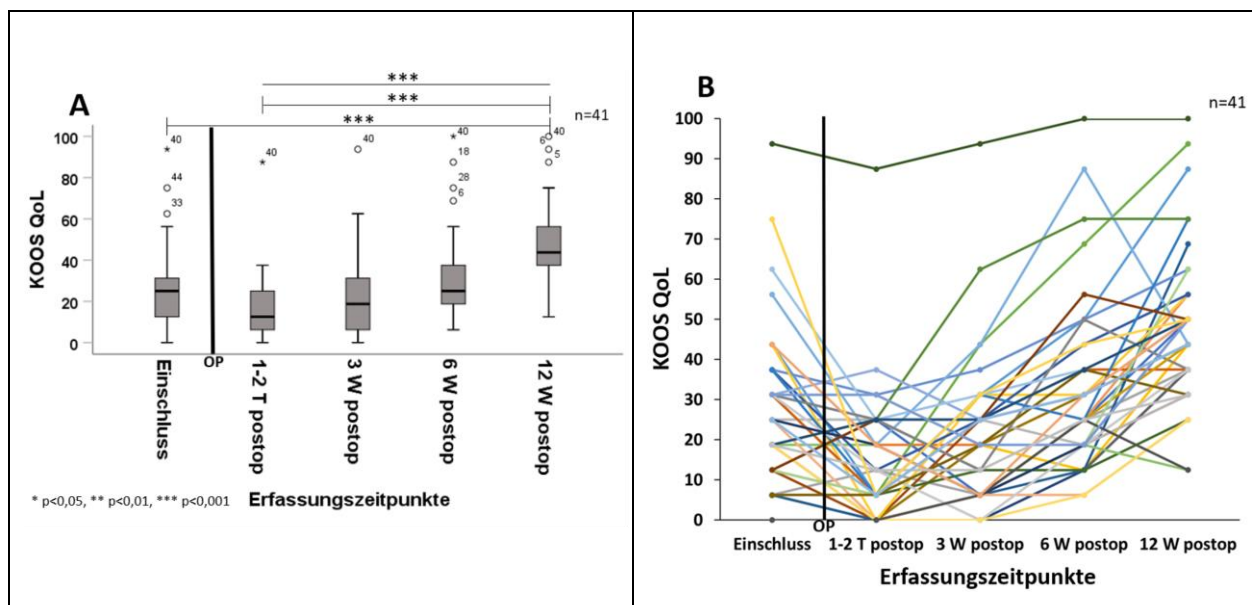 A
***
***
***
n=41
KOOS QoL
100
80
60
40
20
0
40
44
33
40
40
40
18
28
6
6
40
5
OP
Einschluss
1-2 T postop
3 W postop
6 W postop
12 W postop
* p<0,05, ** p<0,01, *** p<0,001
Erfassungszeitpunkte
B
n=41
KOOS QoL
100
90
80
70
60
50
40
30
20
10
0
OP
Einschluss 1-2 T postop 3 W postop 6 W postop 12 W postop
Erfassungszeitpunkte